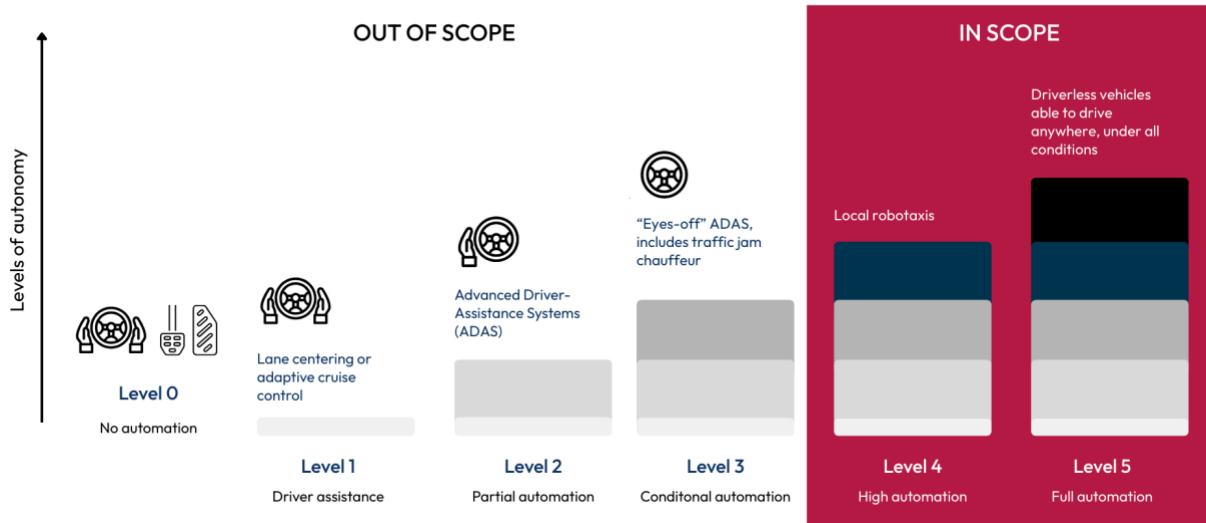 OUT OF SCOPE
IN SCOPE
Levels of autonomy
Level 0
No automation
Lane centering or
adaptive cruise
control
Level 1
Driver assistance
Advanced Driver-
Assistance Systems
(ADAS)
Level 2
Partial automation
“Eyes-off” ADAS,
includes traffic jam
chauffeur
Level 3
Conditonal automation
Local robotaxis
Level 4
High automation
Driverless vehicles
able to drive
anywhere, under all
conditions
Level 5
Full automation